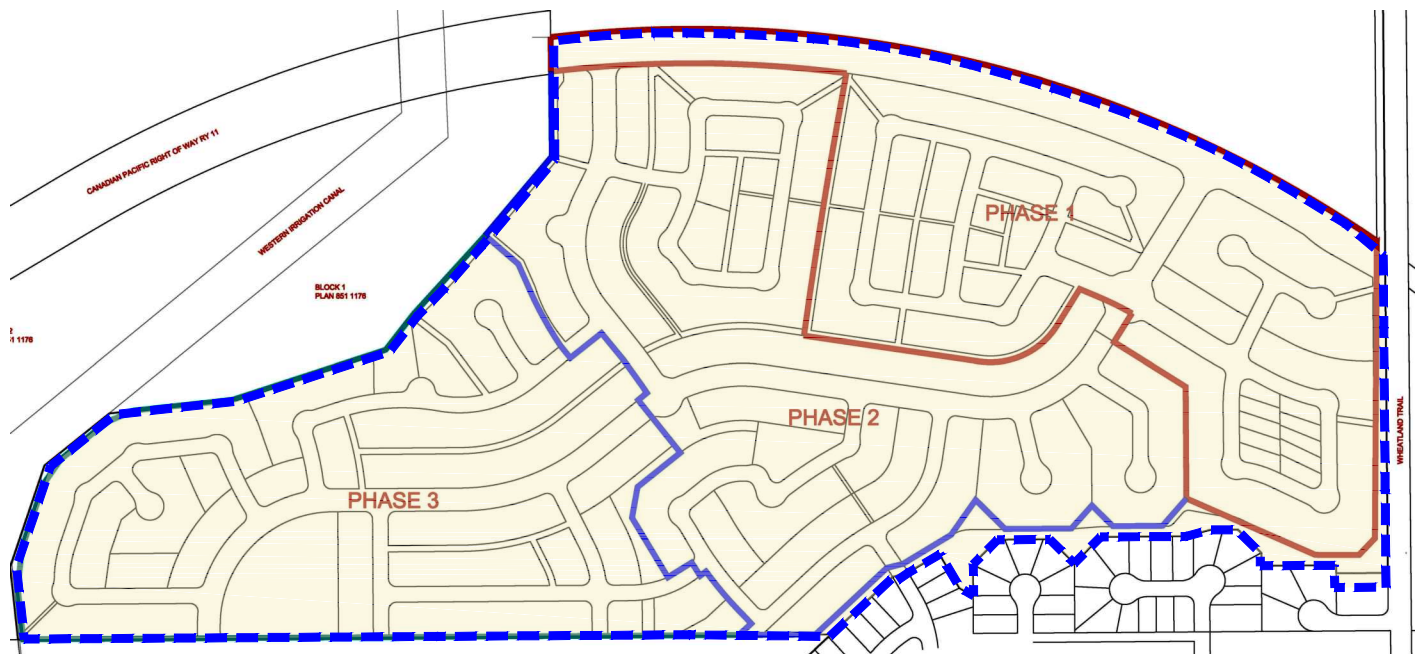 CANADIAN PACIFIC RIGHT OF WAY RY 11
WESTERN IRRIGATION CANAL
BLOCK 1
PLAN 851 1176
1176
PHASE 1
PHASE 2
PHASE 3
WHEATLAND TRAIL